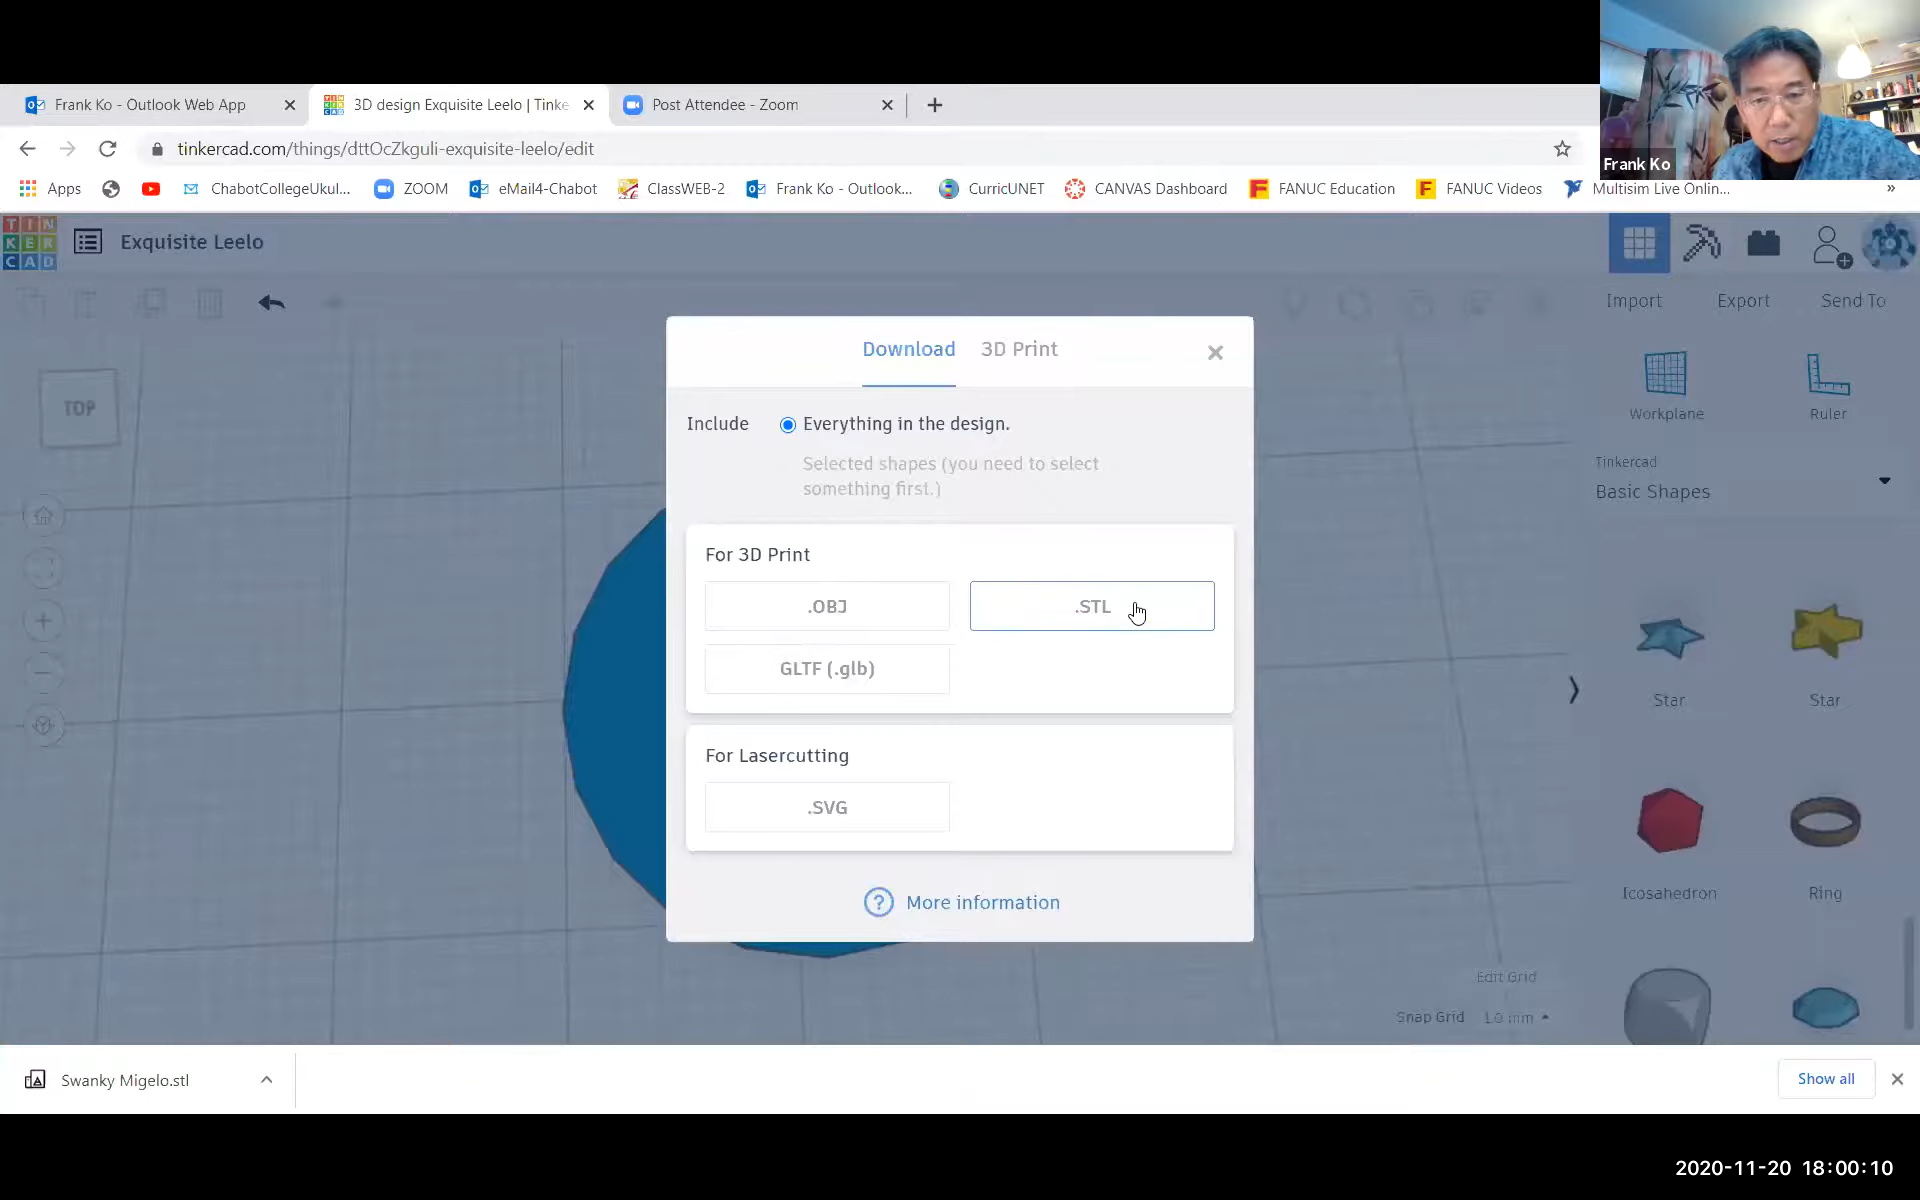 Frank Ko - Outlook Web App
3D design Exquisite Leelo | Tinke
Post Attendee - Zoom
tinkercad.com/things/dttOcZkguli-exquisite-leelo/edit
Frank Ko
Apps
ChabotCollegeUkul...
ZOOM
eMail4-Chabot
ClassWEB-2
Frank Ko - Outlook...
CurricUNET
CANVAS Dashboard
FANUC Education
FANUC Videos
Multisim Live Onlin...
»
TIN
KER
CAD
Exquisite Leelo
Import
Export
Send To
TOP
Workplane
Ruler
Tinkercad
Basic Shapes
Download
3D Print
Include
Everything in the design.
Selected shapes (you need to select
something first.)
For 3D Print
.OBJ
.STL
GLTF (.glb)
For Lasercutting
.SVG
? More information
Star
Star
Icosahedron
Ring
Edit Grid
Snap Grid
1.0 mm
Swanky Migelo.stl
Show all
2020-11-20 18:00:10